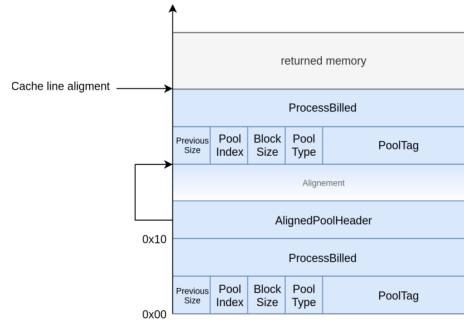 returned memory
Cache line aligment
ProcessBilled
Previous Size
Pool Index
Block Size
Pool Type
PoolTag
Alignement
AlignedPoolHeader
0x10
ProcessBilled
Previous Size
Pool Index
Block Size
Pool Type
PoolTag
0x00